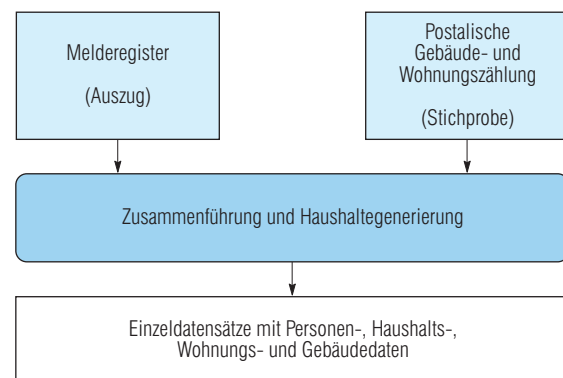 Melderegister
(Auszug)
Postalische
Gebäude- und
Wohnungszählung
(Stichprobe)
Zusammenführung und Haushaltegenerierung
Einzeldatensätze mit Personen-, Haushalts-,
Wohnungs- und Gebäudedaten